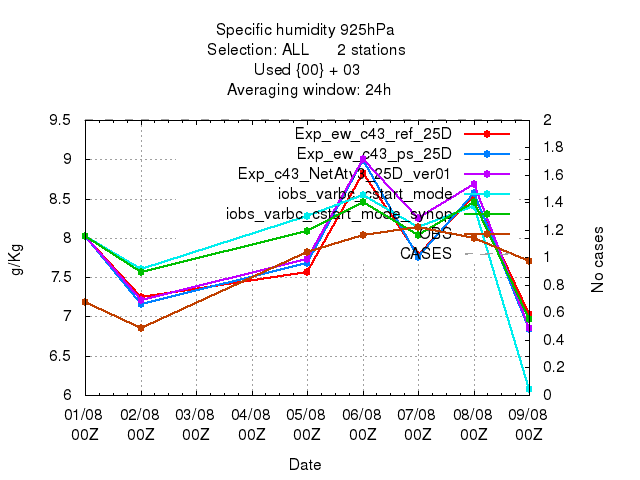 Specific humidity 925hPa
Selection: ALL 2 stations
Used {00} + 03
Averaging window: 24h
9.5
9
8.5
8
7.5
7
6.5
6
g/Kg
2
1.8
1.6
1.4
1.2
1
0.8
0.6
0.4
0.2
0
No cases
Exp_ew_c43_ref_25D
Exp_ew_c43_ps_25D
iobs_varbc_cstart_mode
iobs_varbc_cstart_mode_synop
OBS
CASES
01/08 02/08 03/08 04/08 05/08 06/08 07/08 08/08 09/08
00Z 00Z 00Z 00Z 00Z 00Z 00Z 00Z 00Z
Date